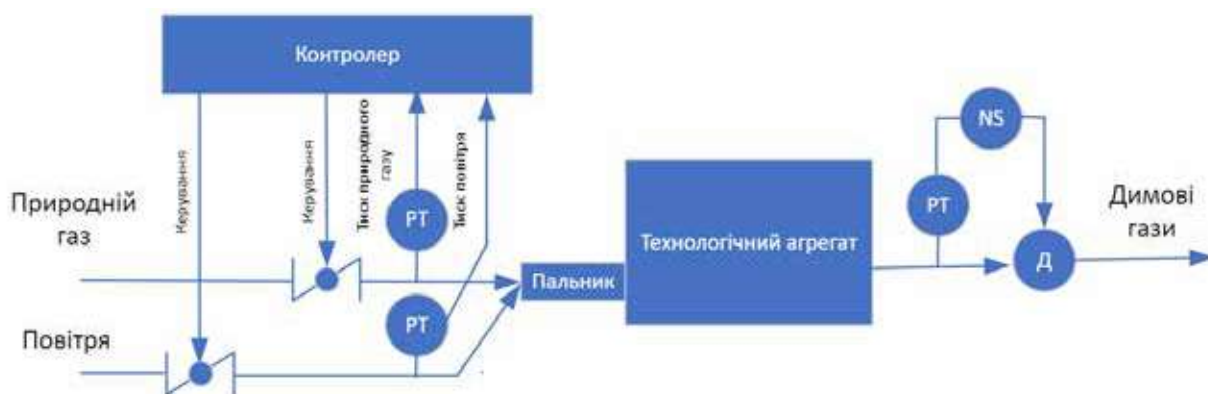 Контролер
Керування
Керування
Тиск природного
газу
Тиск повітря
NS
PT
PT
PT
Природній
газ
Повітря
Пальник
Технологічний агрегат
Д
Димові
гази